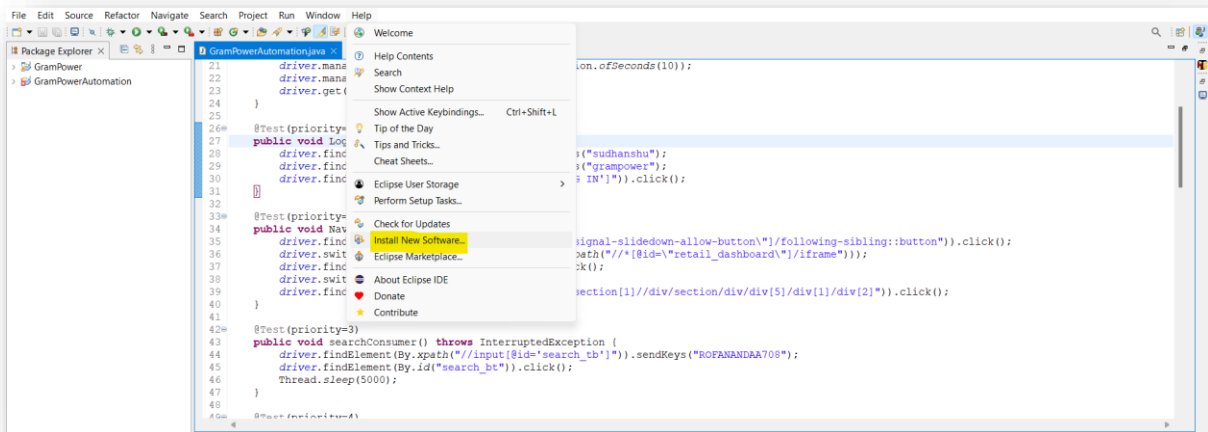 File Edit Source Refactor Navigate Search Project Run Window Help
Package Explorer
GramPower
GramPowerAutomation
GramPowerAutomation.java
Welcome
Help Contents
Search
Show Context Help
Show Active Keybindings... Ctrl+Shift+L
Tip of the Day
Tips and Tricks...
Cheat Sheets...
Eclipse User Storage
Perform Setup Tasks...
Check for Updates
Install New Software...
Eclipse Marketplace...
About Eclipse IDE
Donate
Contribute
21 driver.mana ion.ofSeconds(10));
22 driver.mana
23 driver.get(
24 }
25
26 @Test(priority=
27 public void Log
28 driver.find s("sudhanshu");
29 driver.find s("grampower");
30 driver.find G IN']")).click();
31 }
32
33 @Test(priority=
34 public void Nav
35 driver.find signal-slidedown-allow-button\"]/following-sibling::button")).click();
36 driver.swit path("//*[@id=\"retail_dashboard\"]/iframe")));
37 driver.find ck();
38 driver.swit
39 driver.find section[1]//div/section/div/div[5]/div[1]/div[2]")).click();
40 }
41
42 @Test(priority=3)
43 public void searchConsumer() throws InterruptedException {
44 driver.findElement(By.xpath("//input[@id='search_tb']")).sendKeys("ROFANANDAA708");
45 driver.findElement(By.id("search_bt")).click();
46 Thread.sleep(5000);
47 }
48
49 @Test(priority=4)